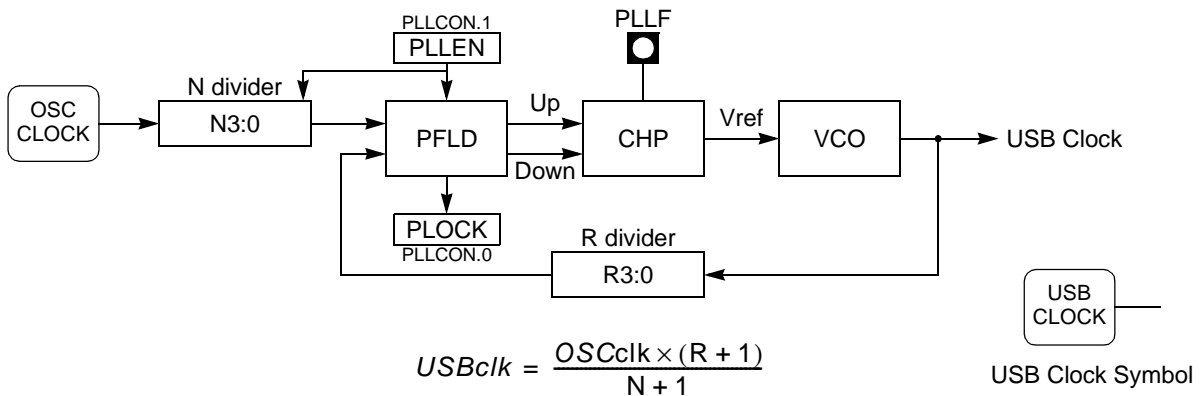 PLLCON.1
PLLEN
PLLF
N divider
OSC
CLOCK
N3:0
PFLD
Up
Down
CHP
Vref
VCO
USB Clock
PLOCK
PLLCON.0
R divider
R3:0
USB
CLOCK
USB Clock Symbol
USBclk = OSCclk × (R + 1)
N + 1